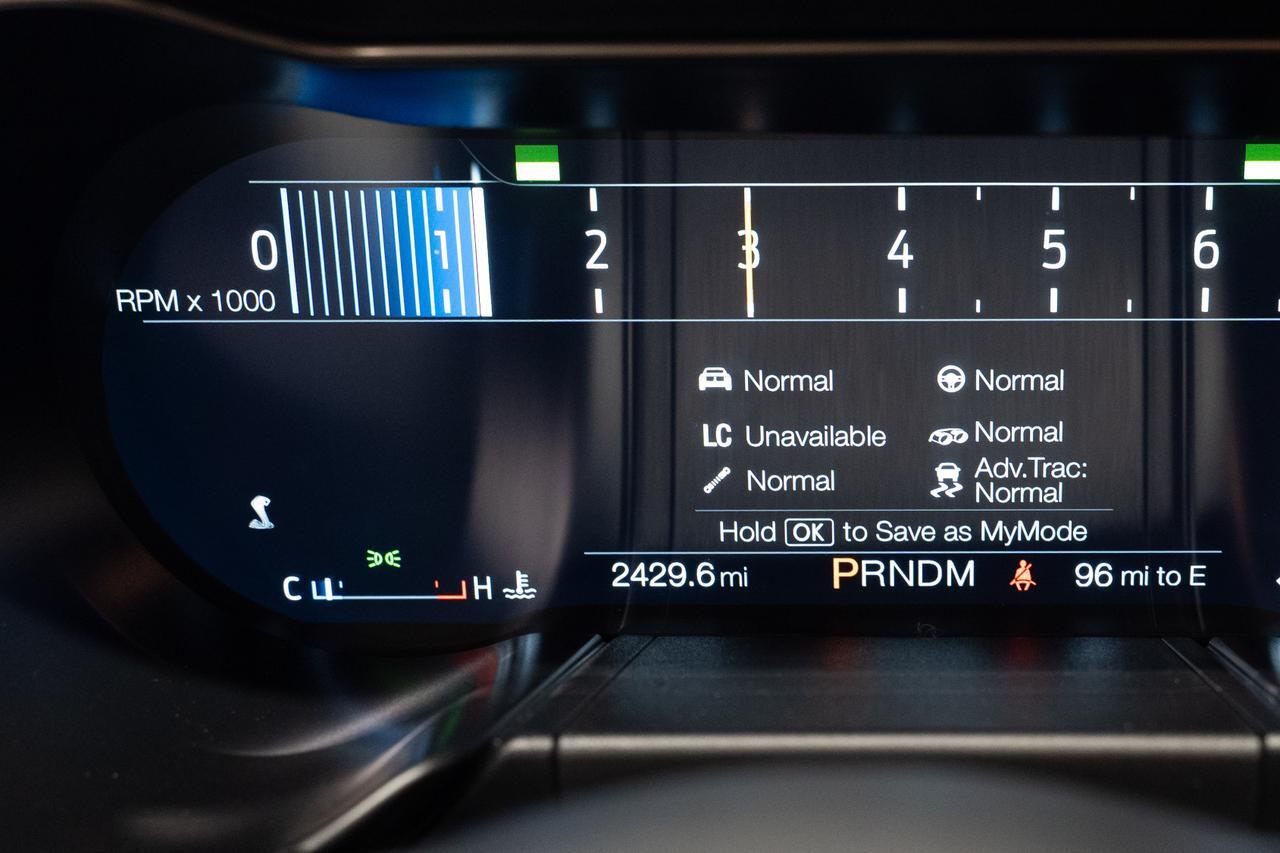 0 1 2 3 4 5 6
RPM x 1000
Normal Normal
LC Unavailable Normal
Normal Adv.Trac:
Normal
Hold OK to Save as MyMode
C H 2429.6 mi PRNDM 96 mi to E